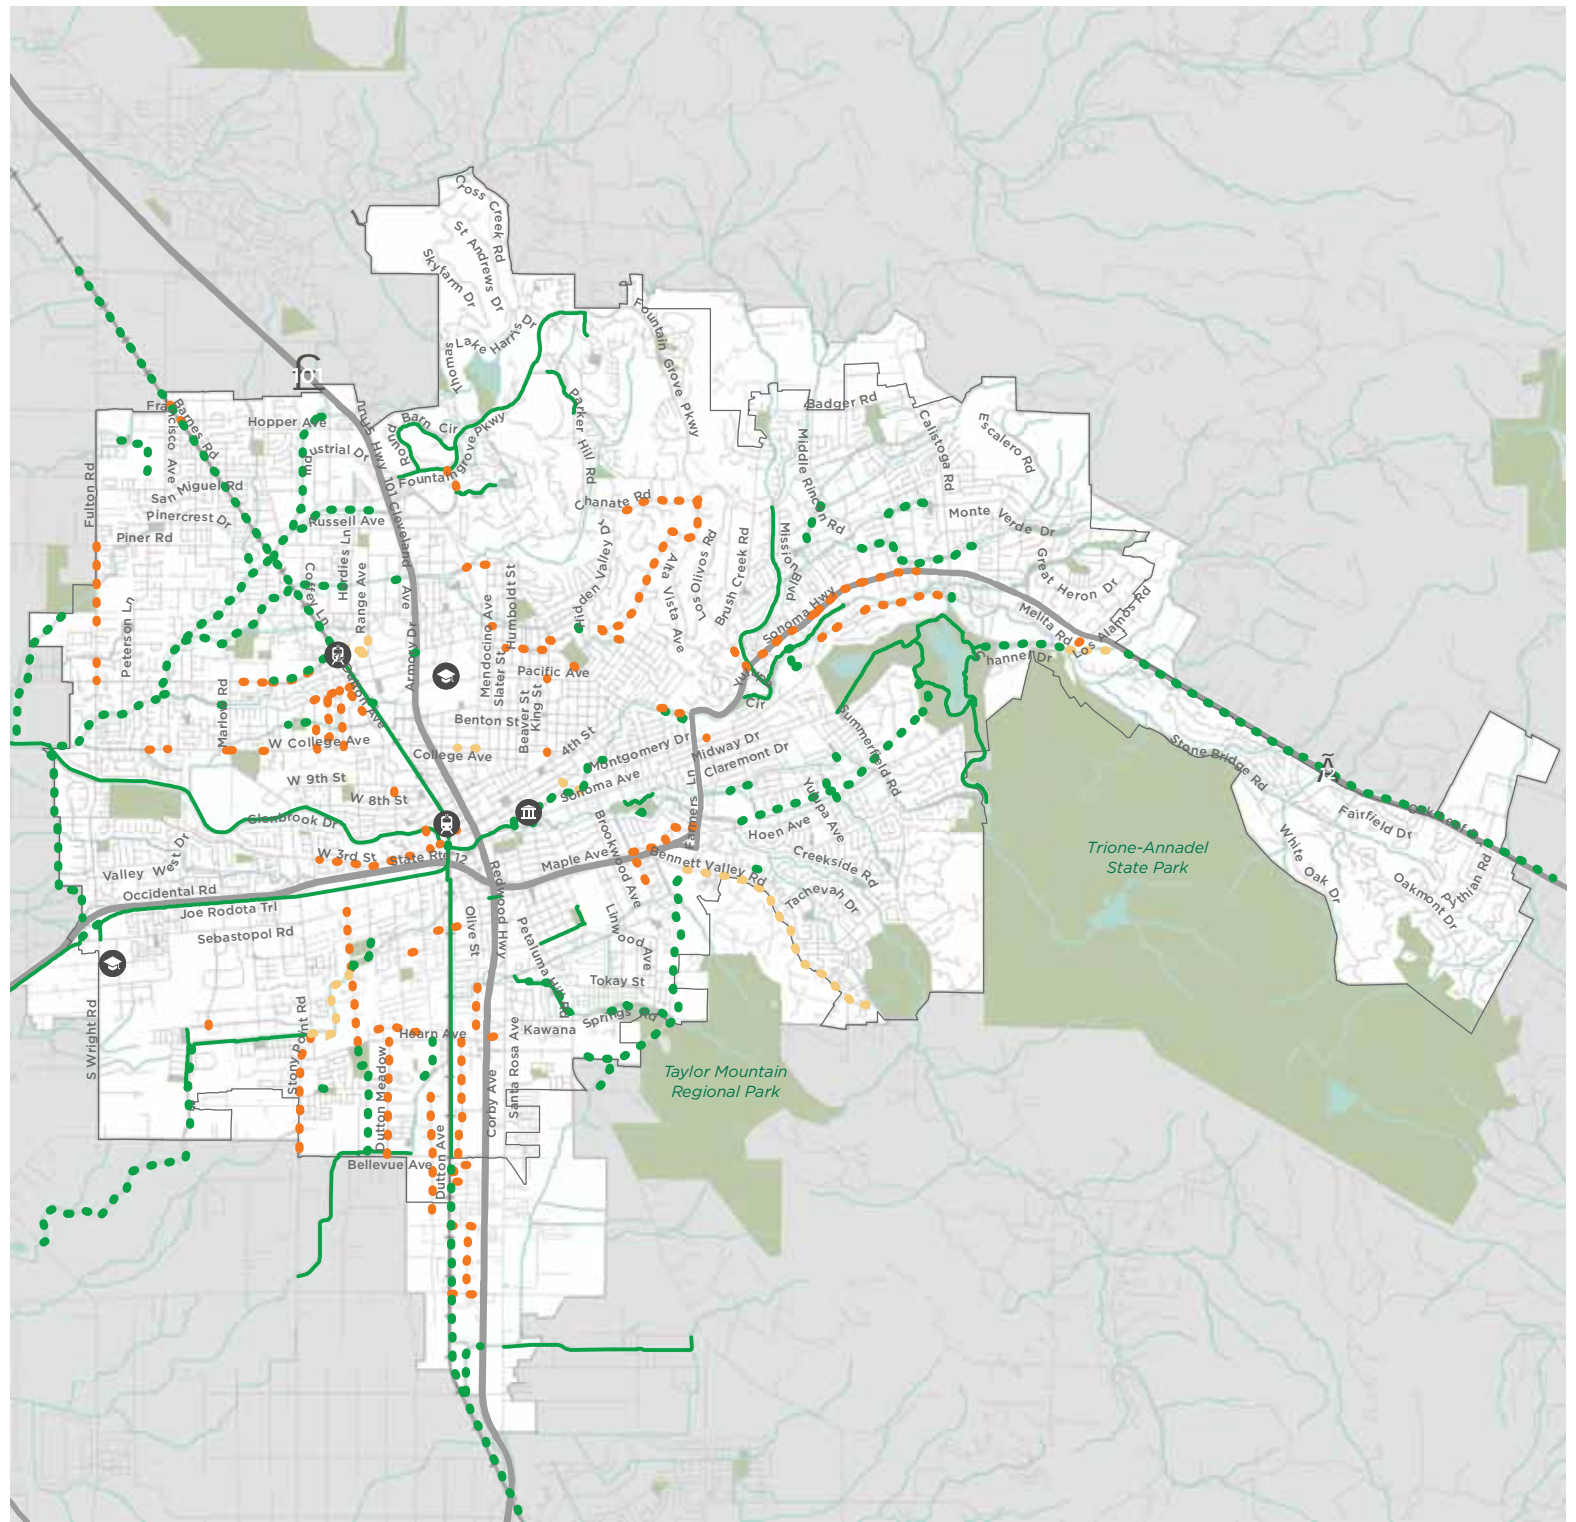 Cross Creek Rd
St Andrews Dr
Skyfarm Dr
Lake Harris Dr
Thomas
Fountain Grove Pkwy
101
Barnes Rd
Francisco Ave
Hopper Ave
Industrial Dr
Round Barn Cir
Fountaingrove Pkwy
Parker Hill Rd
Badger Rd
Calistoga Rd
Escalero Rd
Middle Rincon Rd
Fulton Rd
San Miguel Rd
Pinercrest Dr
Piner Rd
Russell Ave
Hwy 101
Cleveland Ave
Chanate Rd
Monte Verde Dr
Mission Blvd
Brush Creek Rd
Los Olivos Rd
Alta Vista Ave
Hidden Valley Dr
Humboldt St
Mendocino Ave
Slater St
Great Heron Dr
Coffey Ln
Hardies Ln
Range Ave
Peterson Ln
Armory Dr
Sonoma Hwy
Melita Rd
Los Alamos Rd
Channel Dr
Pacific Ave
Marlow Rd
Benton St
Beaver St
King St
Yulupa Cir
Summerfield Rd
W College Ave
College Ave
4th St
Montgomery Dr
Midway Dr
Claremont Dr
Stone Bridge Rd
12
W 9th St
W 8th St
Sonoma Ave
Farmers Ln
Yulupa Ave
Glenbrook Dr
Hoen Ave
Brookwood Ave
Fairfield Dr
White Oak Dr
Oakmont Dr
Pythian Rd
Valley West Dr
W 3rd St
State Rte 12
Maple Ave
Bennett Valley Rd
Creekside Rd
Tachevah Dr
Trione-Annadel
State Park
Occidental Rd
Joe Rodota Trl
Sebastopol Rd
Olive St
Redwood Hwy
Petaluma Hill Rd
Linwood Ave
Tokay St
Kawana Springs Rd
S Wright Rd
Stony Point Rd
Hearn Ave
Dutton Meadow
Corby Ave
Santa Rosa Ave
Taylor Mountain
Regional Park
Bellevue Ave
Dutton Ave